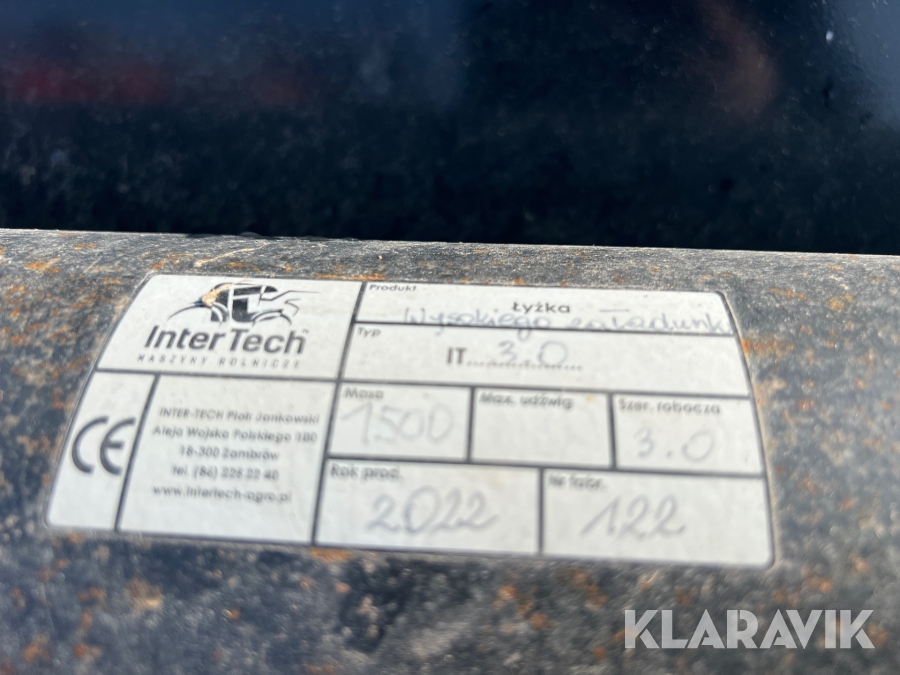 InterTech
MASZYNY ROLNICZE
Produkt
Łyżka
Wysokiego załadunku
Typ
IT......3.0......
CE
INTER-TECH Piotr Jankowski
Aleja Wojska Polskiego 100
18-300 Zambrów
tel. (86) 225 22 40
www.intertech-agro.pl
Masa
1500
Max. udźwig
Szer. robocza
3.0
Rok prod.
2022
Nr fabr.
122
KLARAVIK